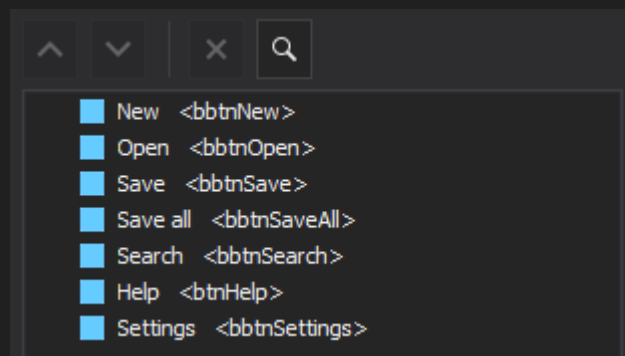 New <bbtnNew>
Open <bbtnOpen>
Save <bbtnSave>
Save all <bbtnSaveAll>
Search <bbtnSearch>
Help <btnHelp>
Settings <bbtnSettings>